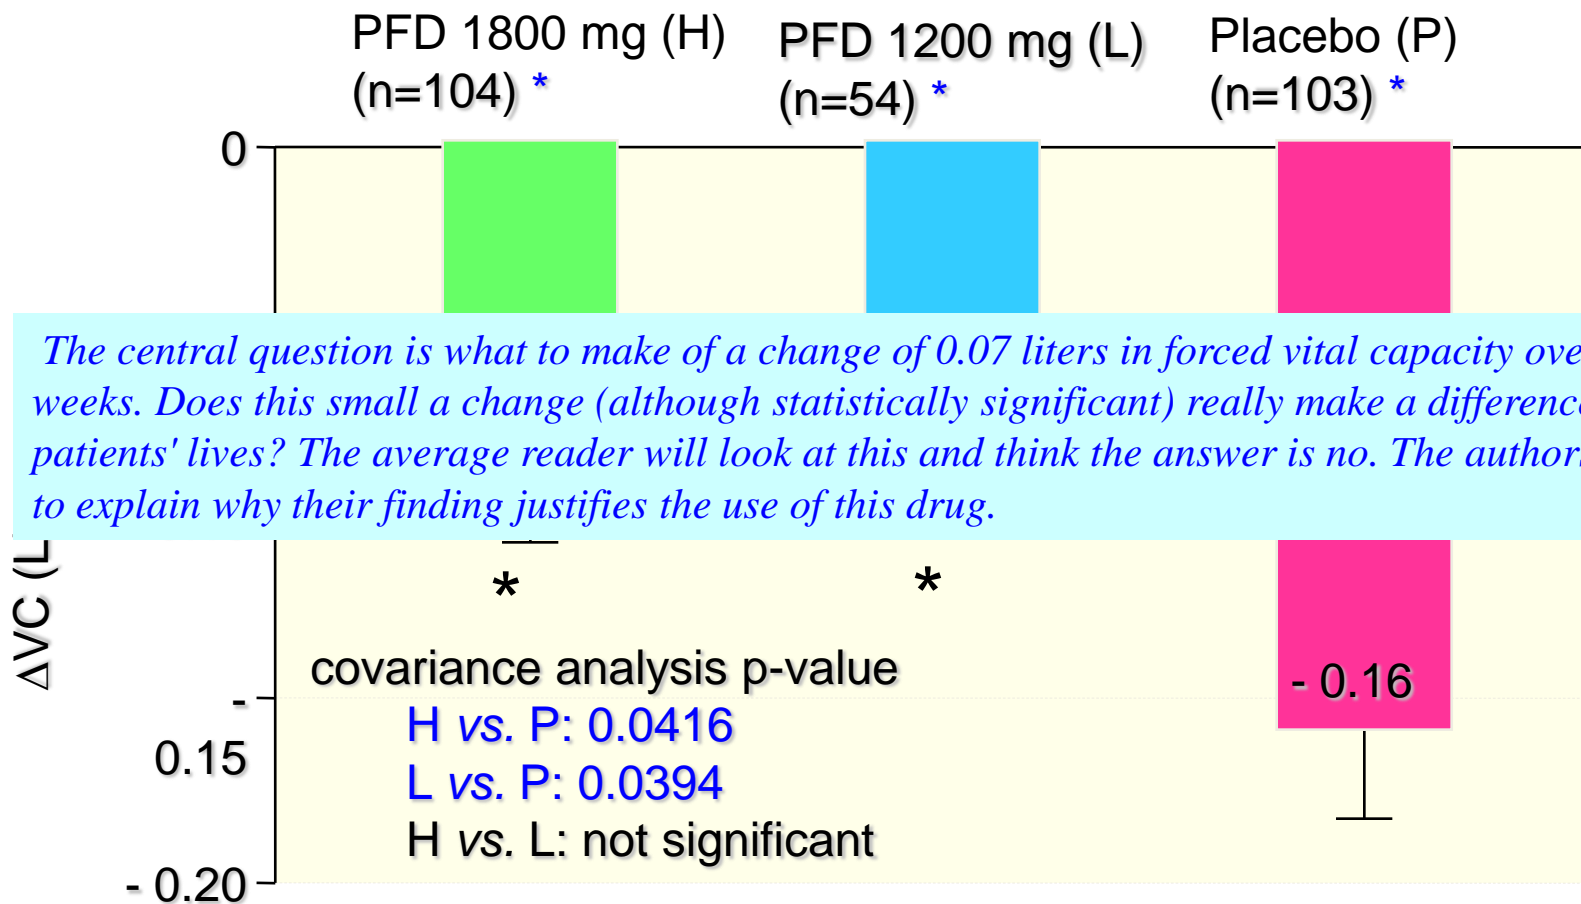 PFD 1800 mg (H)
(n=104) *
PFD 1200 mg (L)
(n=54) *
Placebo (P)
(n=103) *
0
The central question is what to make of a change of 0.07 liters in forced vital capacity
weeks. Does this small a change (although statistically significant) really make a
patients' lives? The average reader will look at this and think the answer is no. The
to explain why their finding justifies the use of this drug.
ΔVC (L
*
*
covariance analysis p-value
H vs. P: 0.0416
L vs. P: 0.0394
H vs. L: not significant
- 0.16
-
0.15
- 0.20